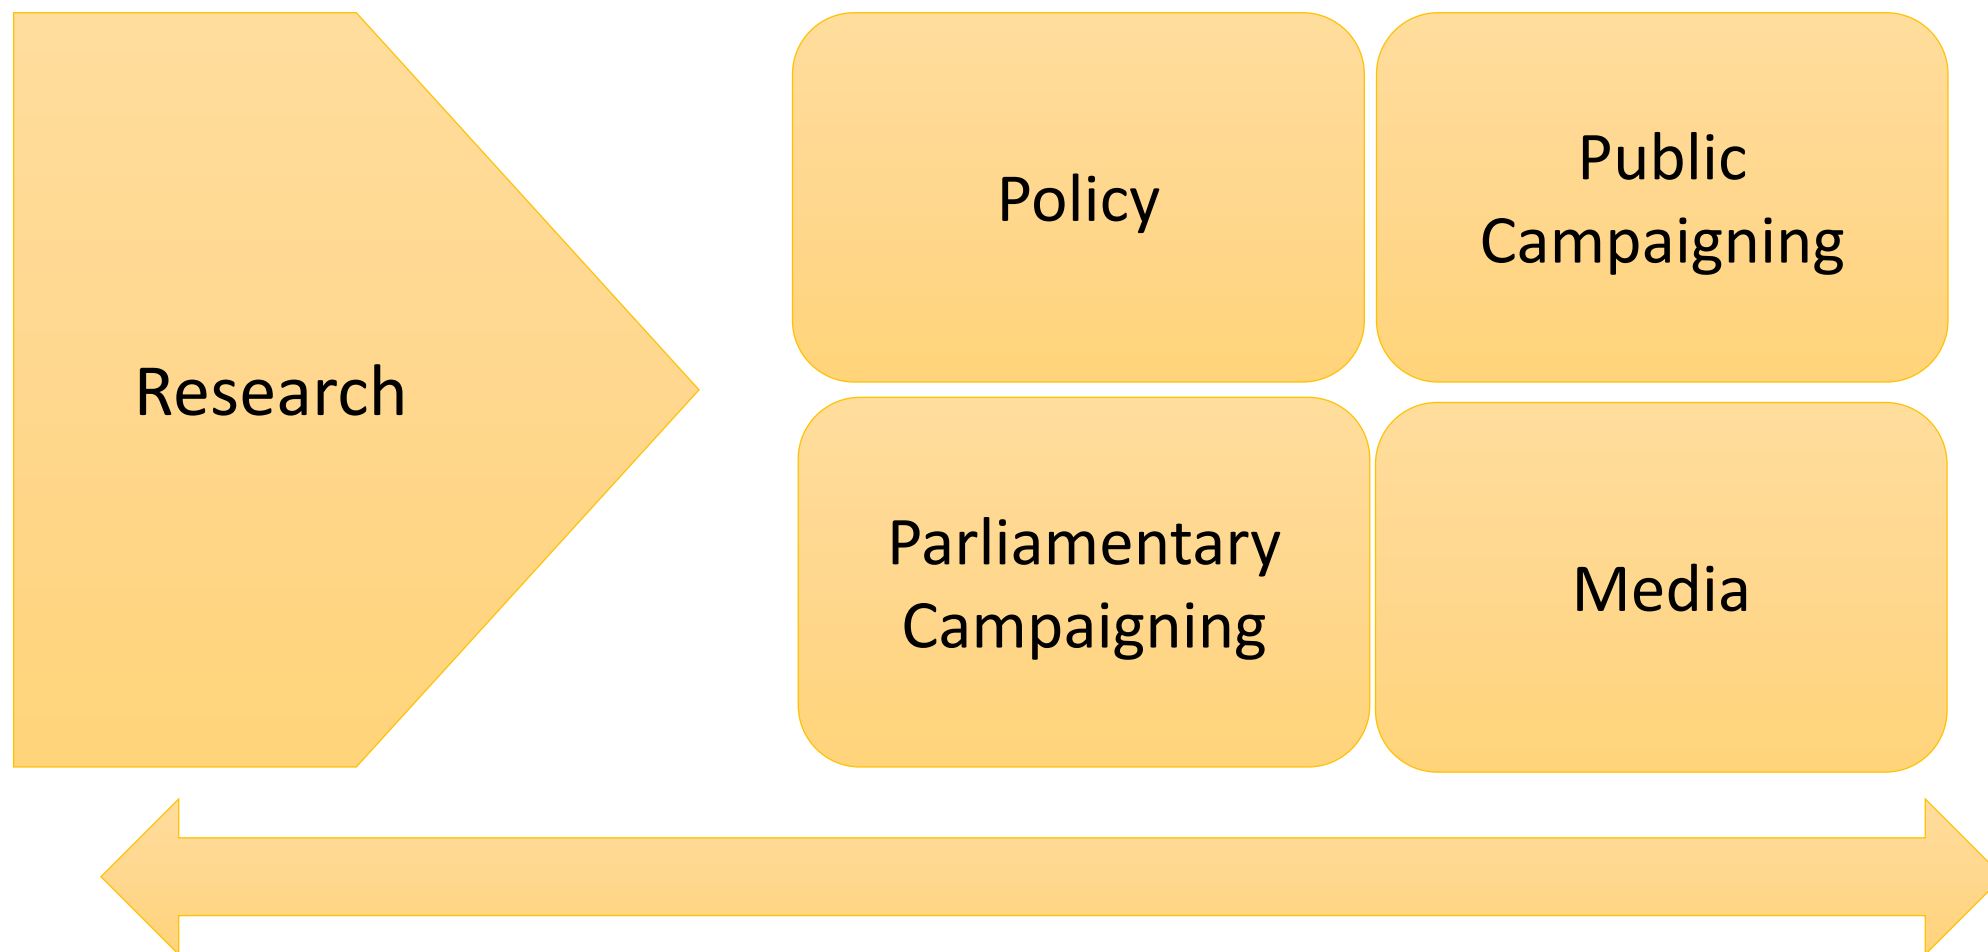 Research
Policy
Public
Campaigning
Parliamentary
Campaigning
Media